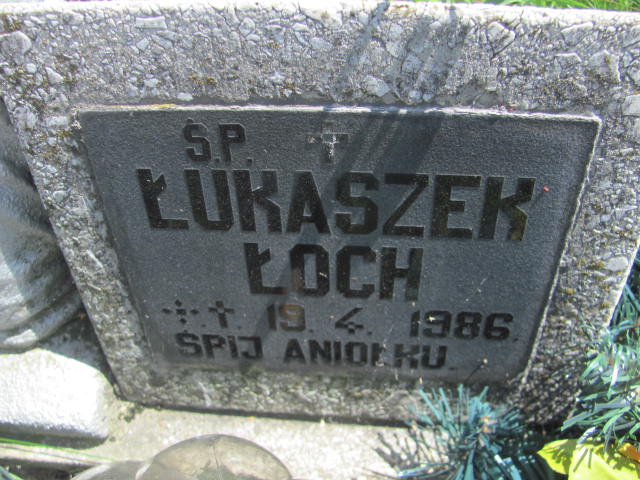 Ś.P. ✝
ŁUKASZEK
ŁOCH
* ✝ 19. 4. 1986.
ŚPIJ ANIOŁKU.